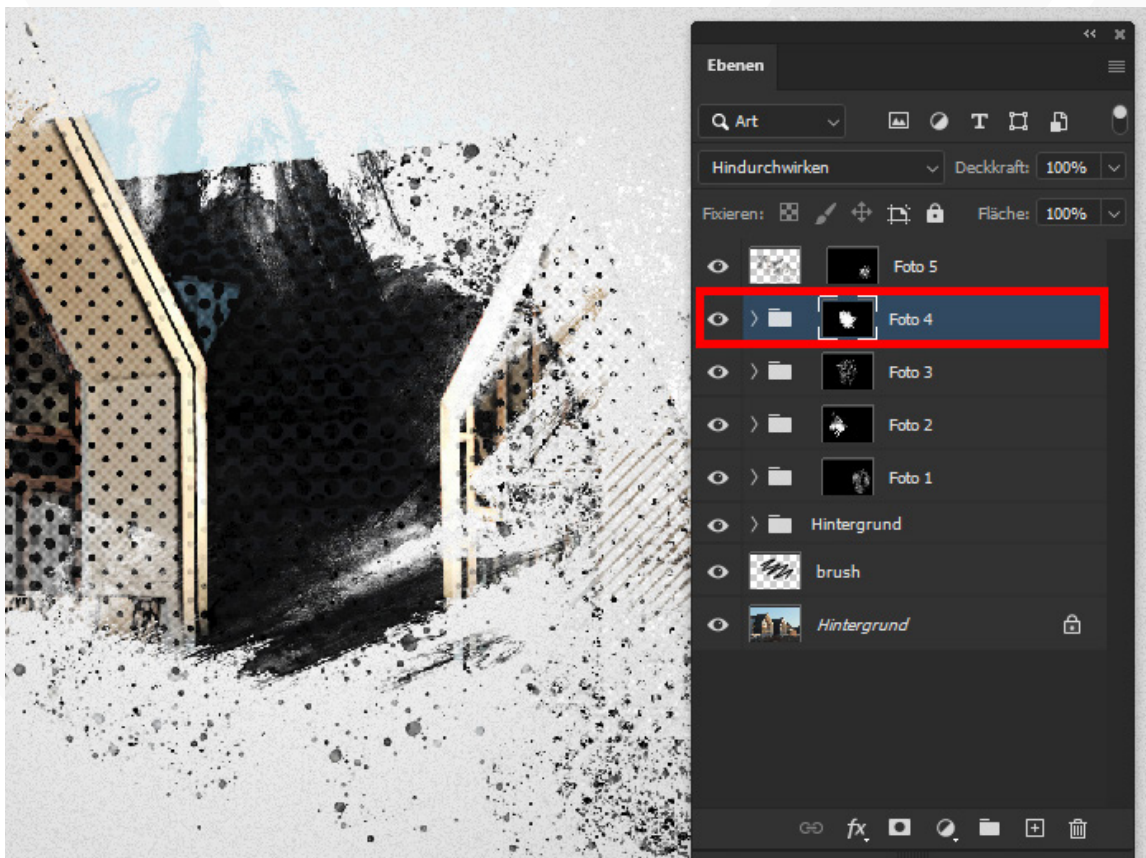 Ebenen
Art
Hindurchwirken Deckkraft: 100%
Fixieren: Fläche: 100%
Foto 5
Foto 4
Foto 3
Foto 2
Foto 1
Hintergrund
brush
Hintergrund
fx